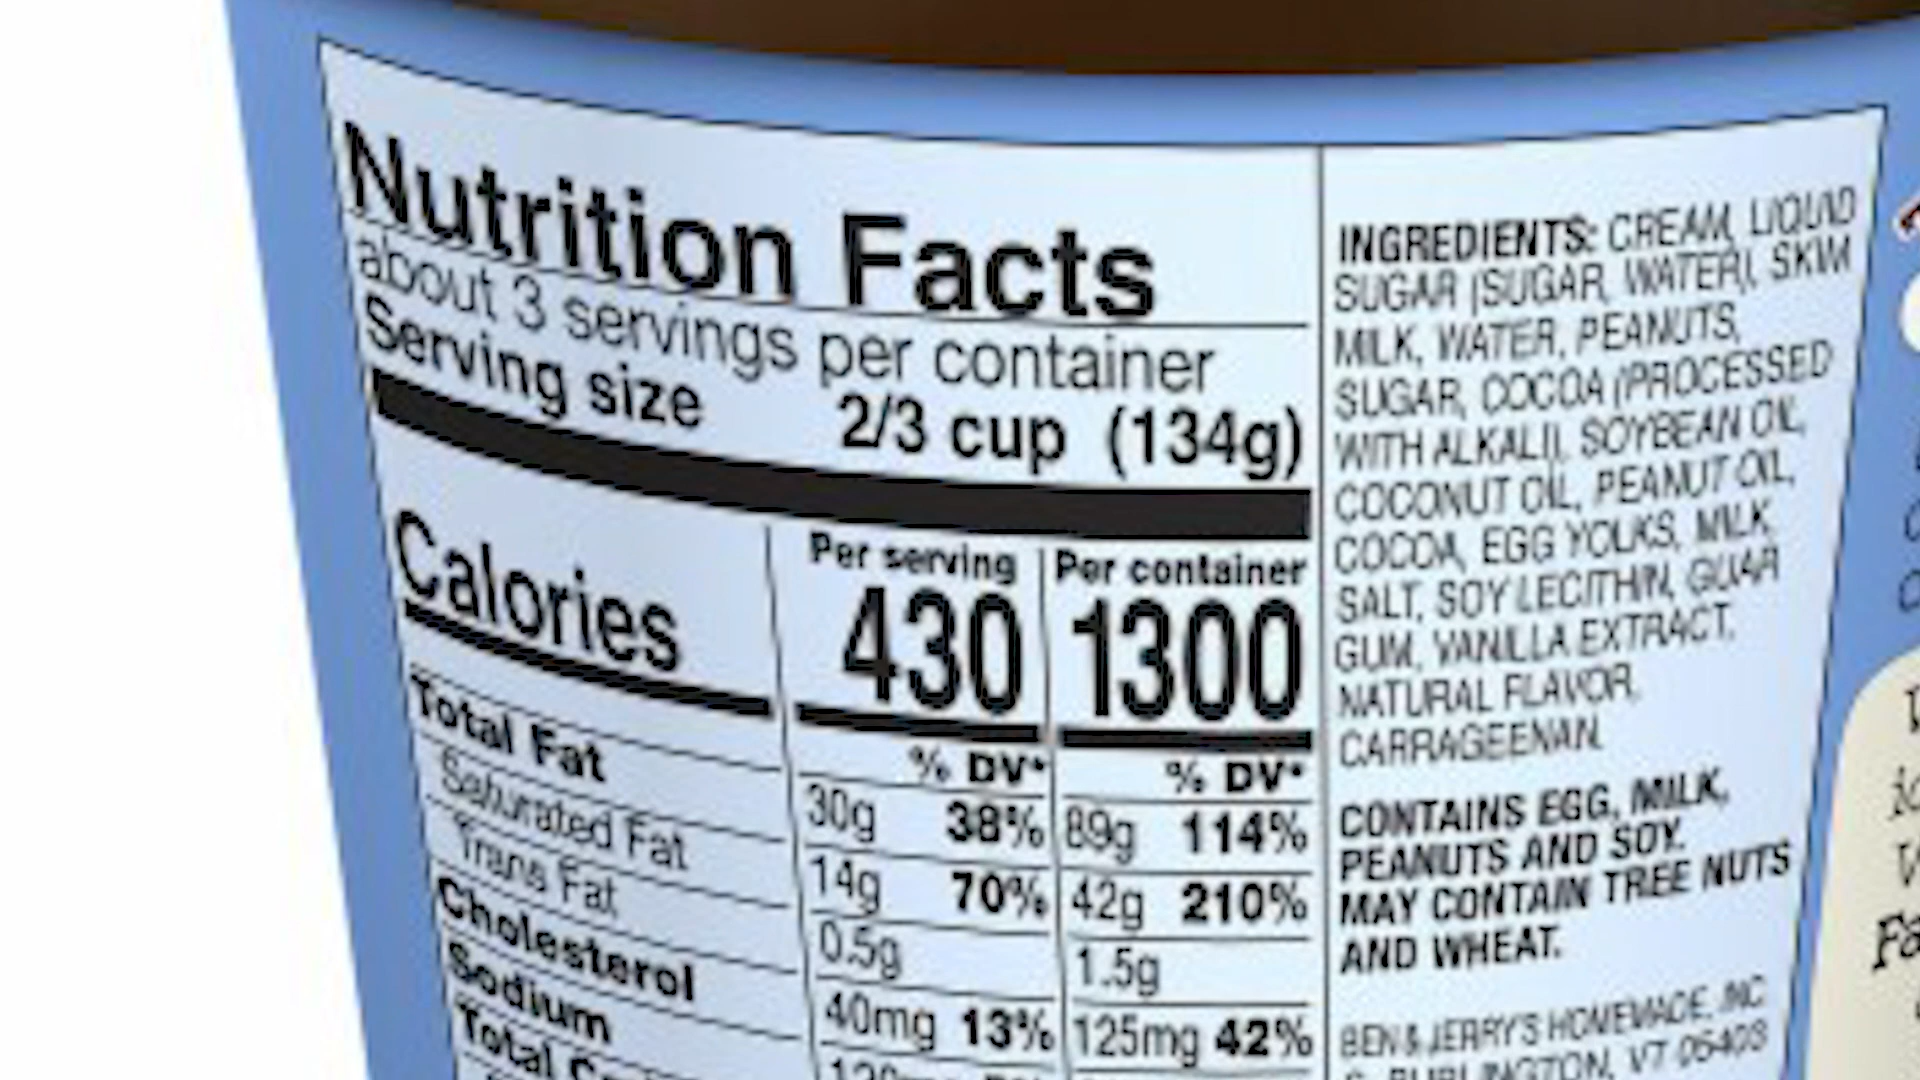 Nutrition Facts
about 3 servings per container
Serving size 2/3 cup (134g)
Per serving Per container
Calories 430 1300
% DV* % DV*
Total Fat 30g 38% 89g 114%
Saturated Fat 14g 70% 42g 210%
Trans Fat 0.5g 1.5g
Cholesterol 40mg 13% 125mg 42%
Sodium
Total
INGREDIENTS: CREAM, LIQUID
SUGAR (SUGAR, WATER), SKIM
MILK, WATER, PEANUTS,
SUGAR, COCOA (PROCESSED
WITH ALKALI), SOYBEAN OIL,
COCONUT OIL, PEANUT OIL,
COCOA, EGG YOLKS, MILK,
SALT, SOY LECITHIN, GUAR
GUM, VANILLA EXTRACT,
NATURAL FLAVOR,
CARRAGEENAN.
CONTAINS EGG, MILK,
PEANUTS AND SOY.
MAY CONTAIN TREE NUTS
AND WHEAT.
BEN & JERRY'S HOMEMADE, INC
S. BURLINGTON, VT 05403